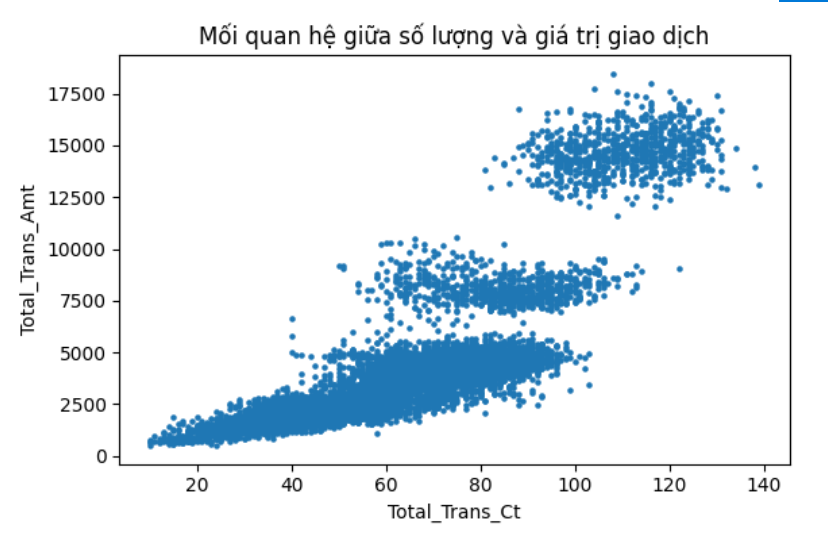 Mối quan hệ giữa số lượng và giá trị giao dịch
17500
15000
12500
10000
7500
5000
2500
0
Total_Trans_Amt
20 40 60 80 100 120 140
Total_Trans_Ct